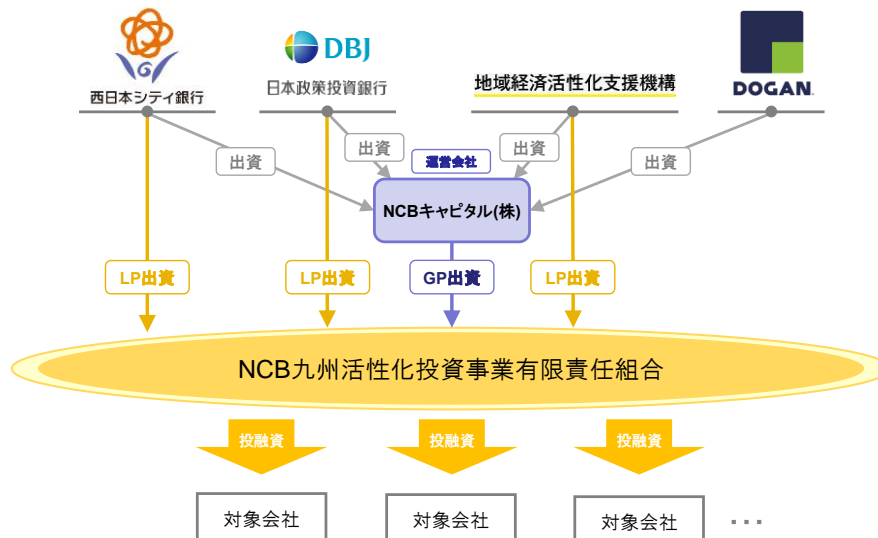 西日本シティ銀行
DBJ
日本政策投資銀行
地域経済活性化支援機構
DOGAN
出資
出資
運営会社
出資
出資
NCBキャピタル(株)
LP出資
LP出資
GP出資
LP出資
NCB九州活性化投資事業有限責任組合
投融資
投融資
投融資
対象会社
対象会社
対象会社
...